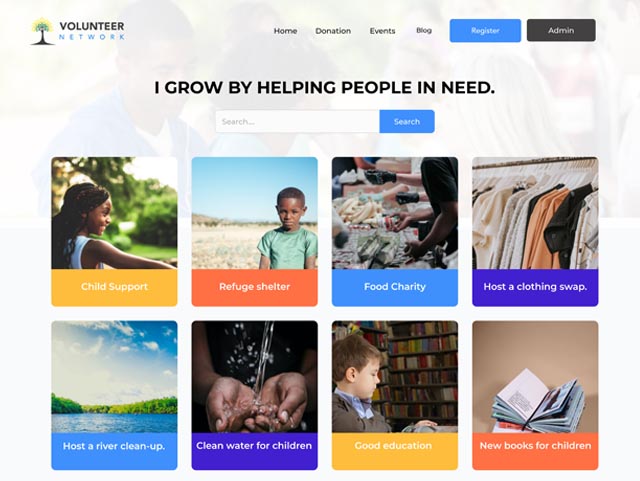 VOLUNTEER
NETWORK
Home Donation Events Blog Register Admin
I GROW BY HELPING PEOPLE IN NEED.
Search.... Search
Child Support Refuge shelter Food Charity Host a clothing swap.
Host a river clean-up. Clean water for children Good education New books for children